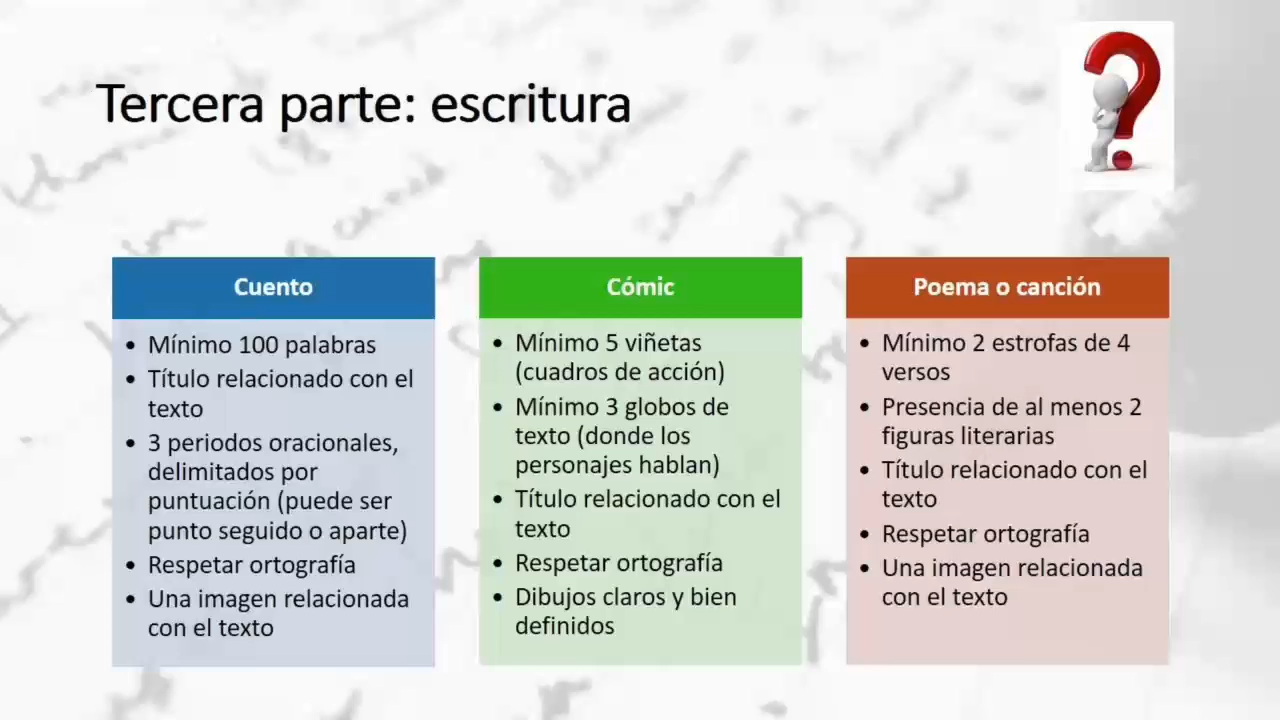 Tercera parte: escritura
Cuento
• Mínimo 100 palabras
• Título relacionado con el
texto
• 3 periodos oracionales,
delimitados por
puntuación (puede ser
punto seguido o aparte)
• Respetar ortografía
• Una imagen relacionada
con el texto
Cómic
• Mínimo 5 viñetas
(cuadros de acción)
• Mínimo 3 globos de
texto (donde los
personajes hablan)
• Título relacionado con el
texto
• Respetar ortografía
• Dibujos claros y bien
definidos
Poema o canción
• Mínimo 2 estrofas de 4
versos
• Presencia de al menos 2
figuras literarias
• Título relacionado con el
texto
• Respetar ortografía
• Una imagen relacionada
con el texto